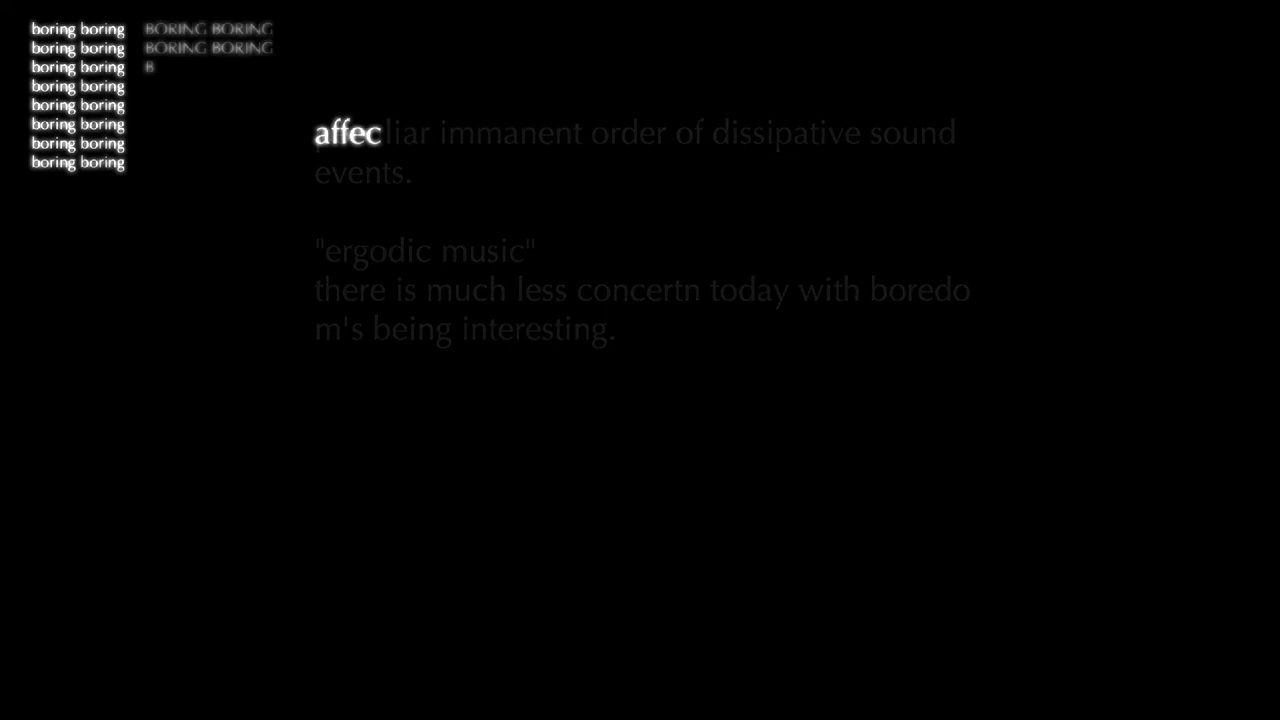 boring boring
boring boring
boring boring
boring boring
boring boring
boring boring
boring boring
boring boring
BORING BORING
BORING BORING
B
affecliar immanent order of dissipative sound
events.
"ergodic music"
there is much less concertn today with boredo
m's being interesting.